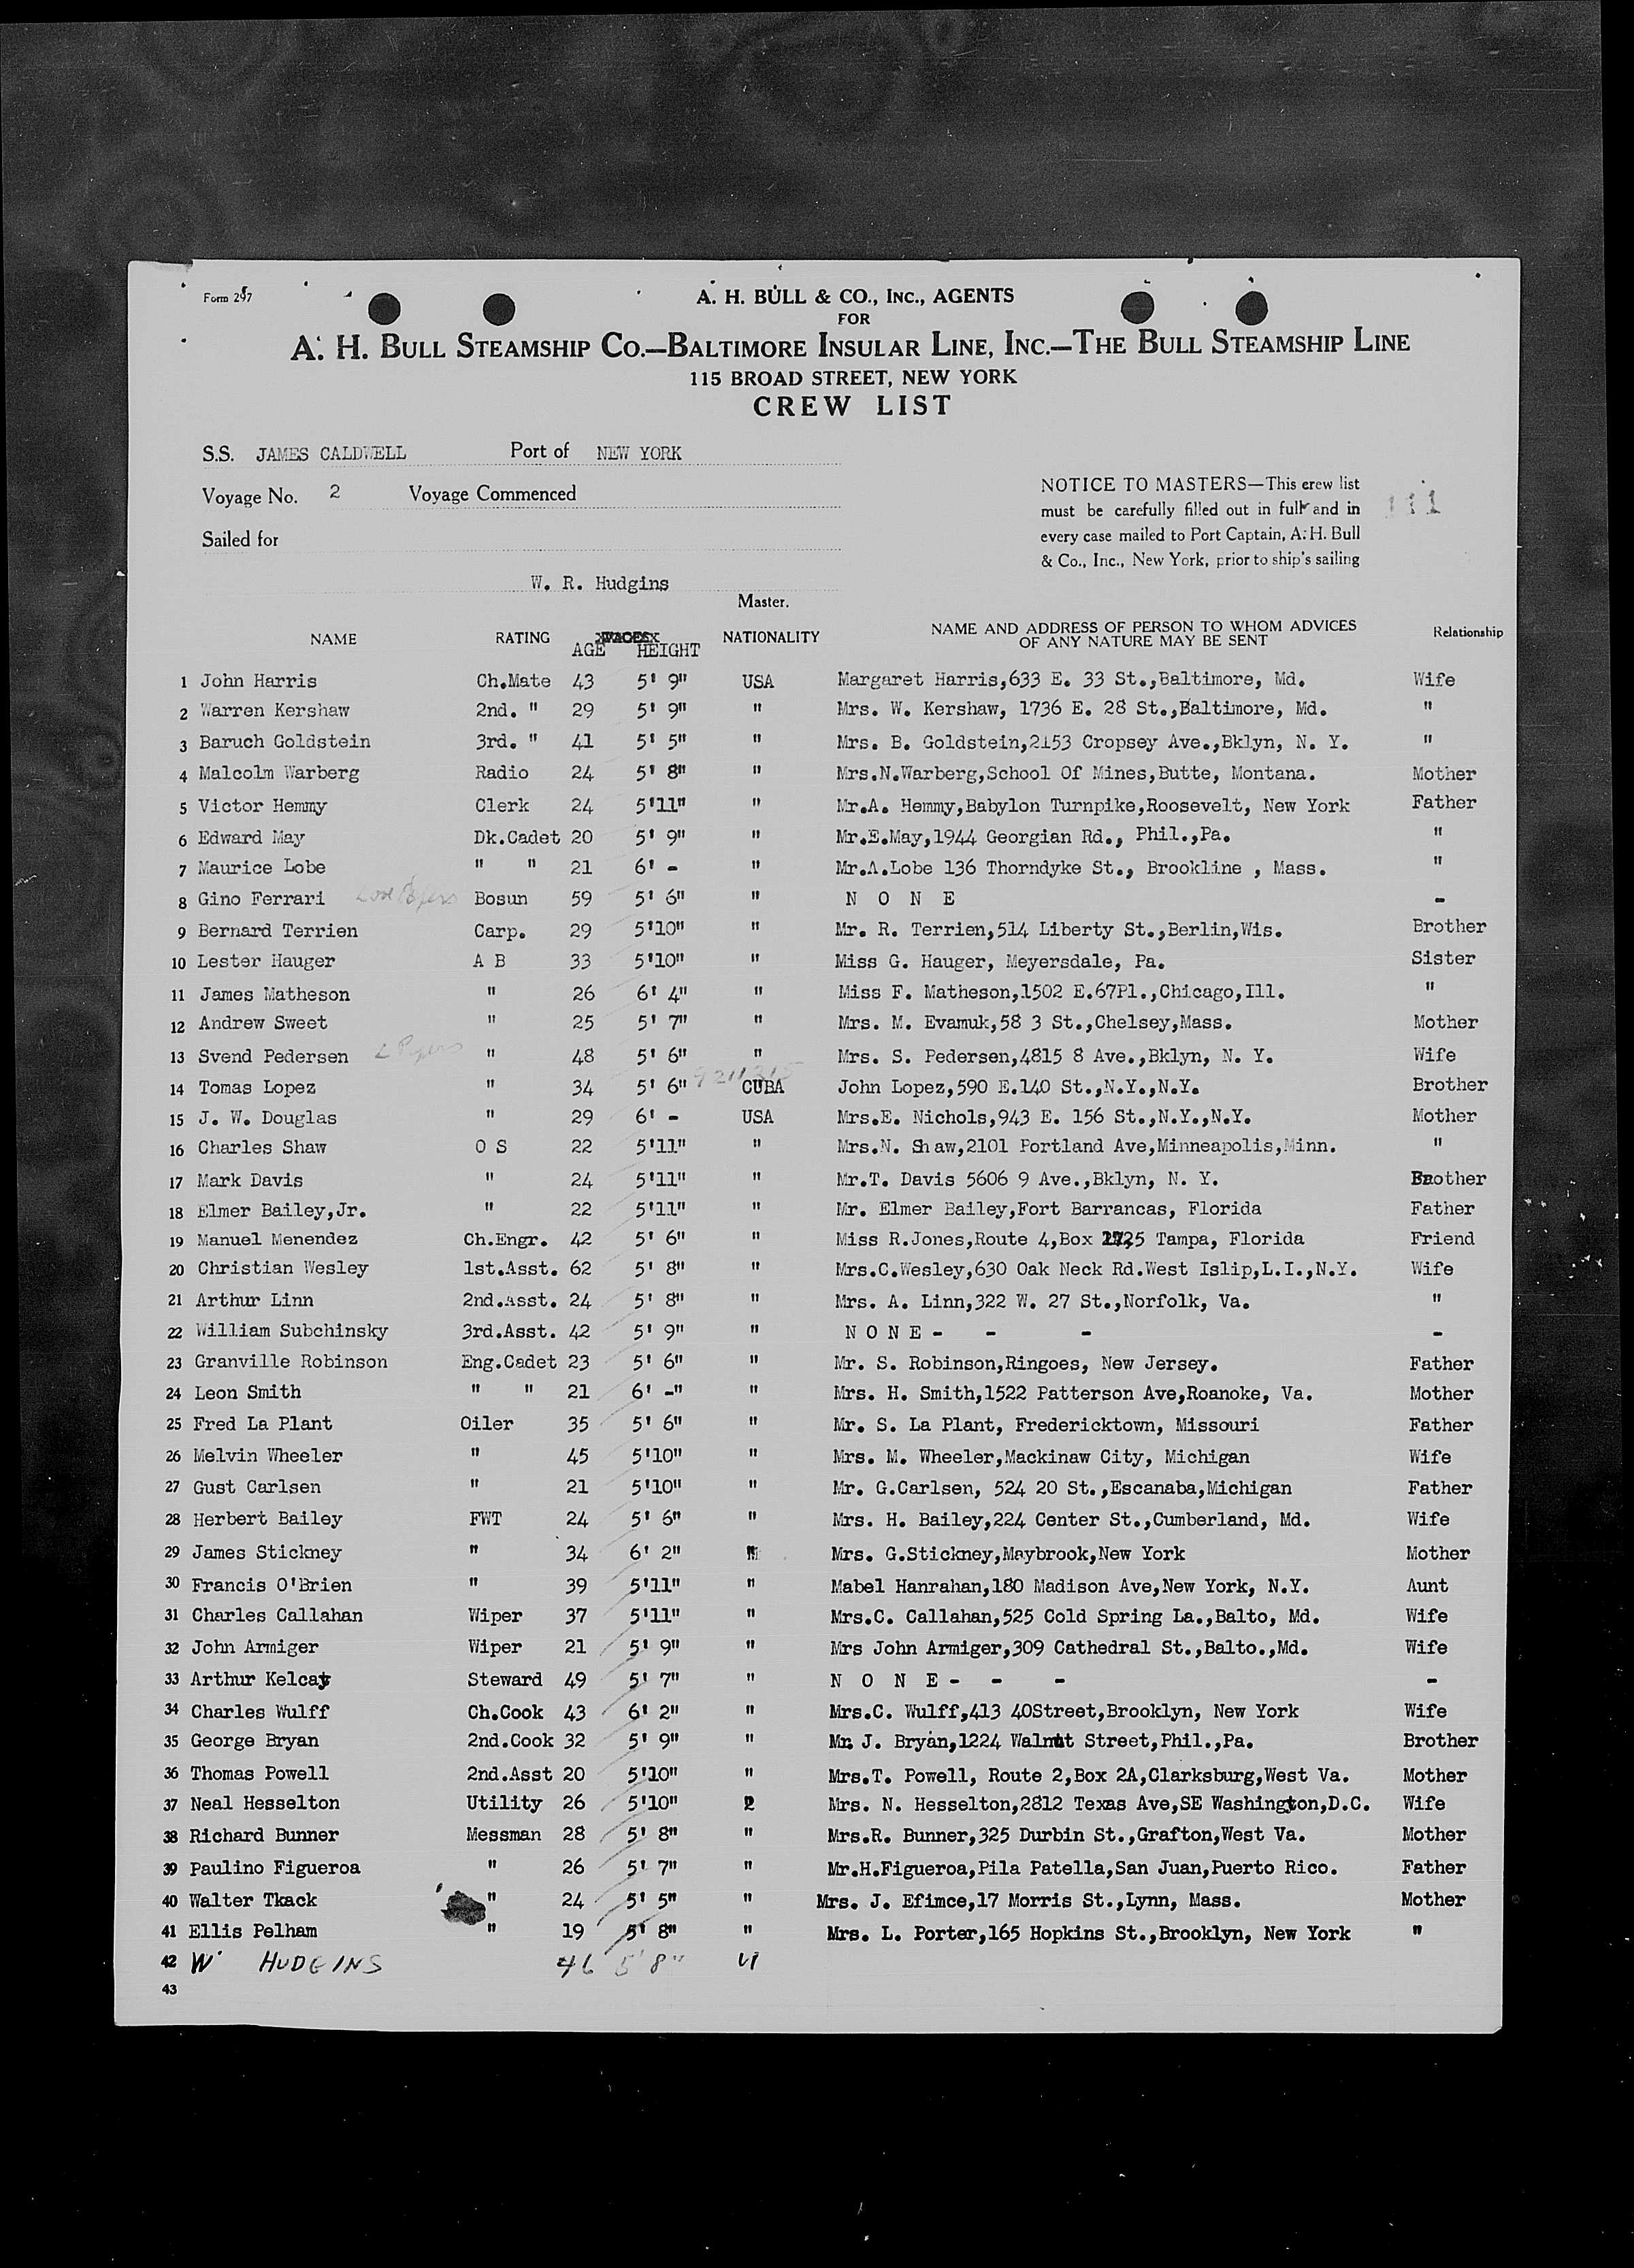 Form 297
A. H. BULL & CO., INC., AGENTS
FOR
A. H. BULL STEAMSHIP CO.—BALTIMORE INSULAR LINE, INC.—THE BULL STEAMSHIP LINE
115 BROAD STREET, NEW YORK
CREW LIST
S.S. JAMES CALDWELL Port of NEW YORK
Voyage No. 2 Voyage Commenced
Sailed for
NOTICE TO MASTERS—This crew list
must be carefully filled out in full and in
every case mailed to Port Captain, A. H. Bull
& Co., Inc., New York, prior to ship's sailing
111
W. R. Hudgins
Master.
NAME RATING WAGES AGE HEIGHT NATIONALITY NAME AND ADDRESS OF PERSON TO WHOM ADVICES OF ANY NATURE MAY BE SENT Relationship
1 John Harris Ch.Mate 43 5' 9" USA Margaret Harris,633 E. 33 St.,Baltimore, Md. Wife
2 Warren Kershaw 2nd. " 29 5' 9" " Mrs. W. Kershaw, 1736 E. 28 St.,Baltimore, Md. "
3 Baruch Goldstein 3rd. " 41 5' 5" " Mrs. B. Goldstein,2153 Cropsey Ave.,Bklyn, N. Y. "
4 Malcolm Warberg Radio 24 5' 8" " Mrs.N.Warberg,School Of Mines,Butte, Montana. Mother
5 Victor Hemmy Clerk 24 5'11" " Mr.A. Hemmy,Babylon Turnpike,Roosevelt, New York Father
6 Edward May Dk.Cadet 20 5' 9" " Mr.E.May,1944 Georgian Rd., Phil.,Pa. "
7 Maurice Lobe " " 21 6' - " Mr.A.Lobe 136 Thorndyke St., Brookline , Mass. "
8 Gino Ferrari Bosun 59 5' 6" " N O N E -
9 Bernard Terrien Carp. 29 5'10" " Mr. R. Terrien,514 Liberty St.,Berlin,Wis. Brother
10 Lester Hauger A B 33 5'10" " Miss G. Hauger, Meyersdale, Pa. Sister
11 James Matheson " 26 6' 4" " Miss F. Matheson,1502 E.67Pl.,Chicago,Ill. "
12 Andrew Sweet " 25 5' 7" " Mrs. M. Evamuk,58 3 St.,Chelsey,Mass. Mother
13 Svend Pedersen " 48 5' 6" " Mrs. S. Pedersen,4815 8 Ave.,Bklyn, N. Y. Wife
14 Tomas Lopez " 34 5' 6" CUBA John Lopez,590 E.140 St.,N.Y.,N.Y. Brother
15 J. W. Douglas " 29 6' - USA Mrs.E. Nichols,943 E. 156 St.,N.Y.,N.Y. Mother
16 Charles Shaw O S 22 5'11" " Mrs.N. Shaw,2101 Portland Ave,Minneapolis,Minn. "
17 Mark Davis " 24 5'11" " Mr.T. Davis 5606 9 Ave.,Bklyn, N. Y. Brother
18 Elmer Bailey,Jr. " 22 5'11" " Mr. Elmer Bailey,Fort Barrancas, Florida Father
19 Manuel Menendez Ch.Engr. 42 5' 6" " Miss R.Jones,Route 4,Box Tampa, Florida Friend
20 Christian Wesley 1st.Asst. 62 5' 8" " Mrs.C.Wesley,630 Oak Neck Rd.West Islip,L.I.,N.Y. Wife
21 Arthur Linn 2nd.Asst. 24 5' 8" " Mrs. A. Linn,322 W. 27 St.,Norfolk, Va. "
22 William Subchinsky 3rd.Asst. 42 5' 9" " N O N E - - - -
23 Granville Robinson Eng.Cadet 23 5' 6" " Mr. S. Robinson,Ringoes, New Jersey. Father
24 Leon Smith " " 21 6' -" " Mrs. H. Smith,1522 Patterson Ave,Roanoke, Va. Mother
25 Fred La Plant Oiler 35 5' 6" " Mr. S. La Plant, Fredericktown, Missouri Father
26 Melvin Wheeler " 45 5'10" " Mrs. M. Wheeler,Mackinaw City, Michigan Wife
27 Gust Carlsen " 21 5'10" " Mr. G.Carlsen, 524 20 St.,Escanaba,Michigan Father
28 Herbert Bailey FWT 24 5' 6" " Mrs. H. Bailey,224 Center St.,Cumberland, Md. Wife
29 James Stickney " 34 6' 2" " Mrs. G.Stickney,Maybrook,New York Mother
30 Francis O'Brien " 39 5'11" " Mabel Hanrahan,180 Madison Ave,New York, N.Y. Aunt
31 Charles Callahan Wiper 37 5'11" " Mrs.C. Callahan,525 Cold Spring La.,Balto, Md. Wife
32 John Armiger Wiper 21 5' 9" " Mrs John Armiger,309 Cathedral St.,Balto.,Md. Wife
33 Arthur Kelcay Steward 49 5' 7" " N O N E - - - -
34 Charles Wulff Ch.Cook 43 6' 2" " Mrs.C. Wulff,413 40Street,Brooklyn, New York Wife
35 George Bryan 2nd.Cook 32 5' 9" " Mr. J. Bryan,1224 Walnut Street,Phil.,Pa. Brother
36 Thomas Powell 2nd.Asst 20 5'10" " Mrs.T. Powell, Route 2,Box 2A,Clarksburg,West Va. Mother
37 Neal Hesselton Utility 26 5'10" " Mrs. N. Hesselton,2812 Texas Ave,SE Washington,D.C. Wife
38 Richard Bunner Messman 28 5' 8" " Mrs.R. Bunner,325 Durbin St.,Grafton,West Va. Mother
39 Paulino Figueroa " 26 5' 7" " Mr.H.Figueroa,Pila Patella,San Juan,Puerto Rico. Father
40 Walter Tkack " 24 5' 5" " Mrs. J. Efimce,17 Morris St.,Lynn, Mass. Mother
41 Ellis Pelham " 19 5' 8" " Mrs. L. Porter,165 Hopkins St.,Brooklyn, New York "
42 W HUDGINS 46 5'8" "
43